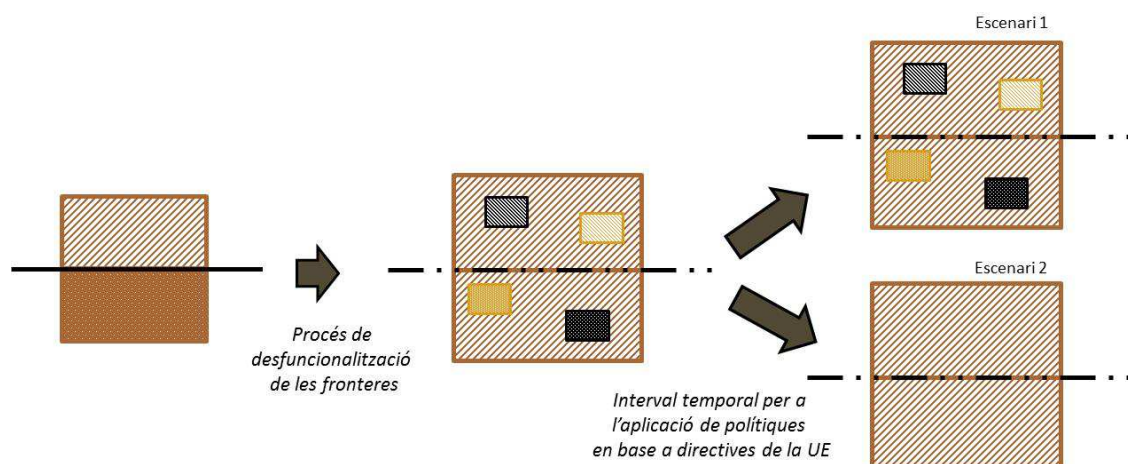 Escenari 1
Procés de
desfuncionalització
de les fronteres
Escenari 2
Interval temporal per a
l'aplicació de polítiques
en base a directives de la UE